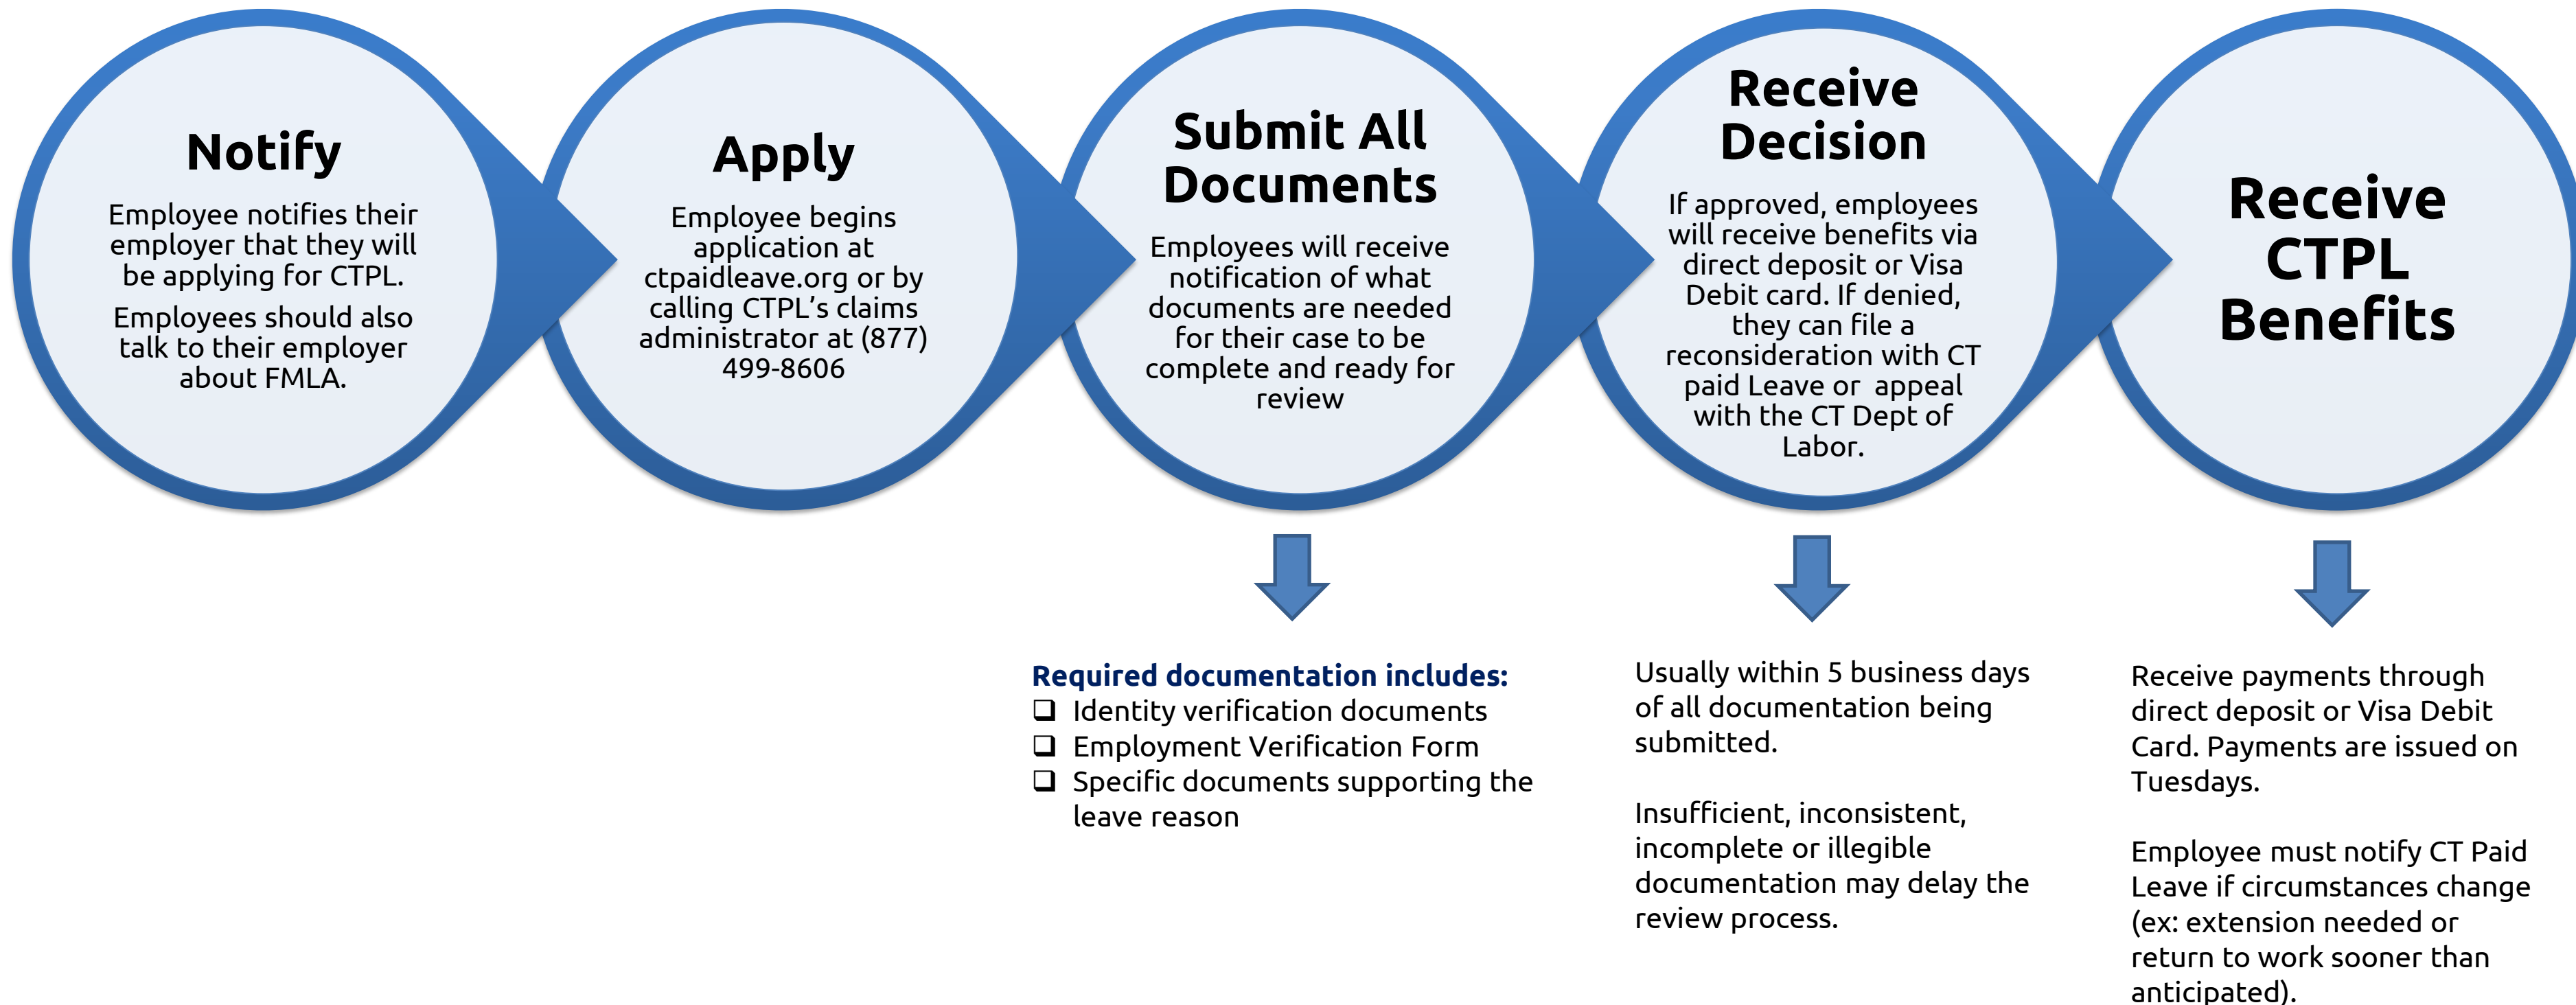 Notify
Employee notifies their
employer that they will
be applying for CTPL.
Employees should also
talk to their employer
about FMLA.
Apply
Employee begins
application at
ctpaidleave.org or by
calling CTPL’s claims
administrator at (877)
499-8606
Submit All
Documents
Employees will receive
notification of what
documents are needed
for their case to be
complete and ready for
review
Receive
Decision
If approved, employees
will receive benefits via
direct deposit or Visa
Debit card. If denied,
they can file a
reconsideration with CT
paid Leave or appeal
with the CT Dept of
Labor.
Receive
CTPL
Benefits
Required documentation includes:
❑ Identity verification documents
❑ Employment Verification Form
❑ Specific documents supporting the
leave reason
Usually within 5 business days
of all documentation being
submitted.
Insufficient, inconsistent,
incomplete or illegible
documentation may delay the
review process.
Receive payments through
direct deposit or Visa Debit
Card. Payments are issued on
Tuesdays.
Employee must notify CT Paid
Leave if circumstances change
(ex: extension needed or
return to work sooner than
anticipated).